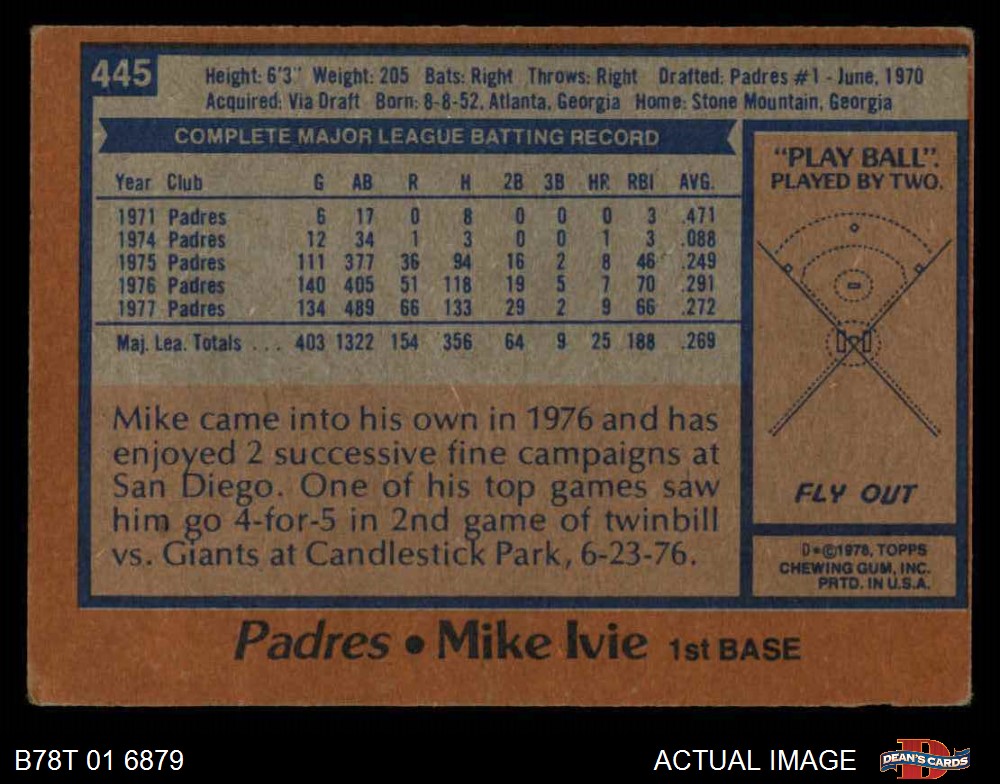 445
Height: 6'3" Weight: 205 Bats: Right Throws: Right Drafted: Padres #1 - June, 1970
Acquired: Via Draft Born: 8-8-52, Atlanta, Georgia Home: Stone Mountain, Georgia
COMPLETE MAJOR LEAGUE BATTING RECORD
Year Club G AB R H 2B 3B HR RBI AVG.
1971 Padres 6 17 0 8 0 0 0 3 .471
1974 Padres 12 34 1 3 0 0 1 3 .088
1975 Padres 111 377 36 94 16 2 8 46 .249
1976 Padres 140 405 51 118 19 5 7 70 .291
1977 Padres 134 489 66 133 29 2 9 66 .272
Maj. Lea. Totals ... 403 1322 154 356 64 9 25 188 .269
Mike came into his own in 1976 and has
enjoyed 2 successive fine campaigns at
San Diego. One of his top games saw
him go 4-for-5 in 2nd game of twinbill
vs. Giants at Candlestick Park, 6-23-76.
"PLAY BALL".
PLAYED BY TWO.
FLY OUT
D*©1978, TOPPS
CHEWING GUM, INC.
PRTD. IN U.S.A.
Padres • Mike Ivie 1st BASE
B78T 01 6879
ACTUAL IMAGE
DEAN'S CARDS